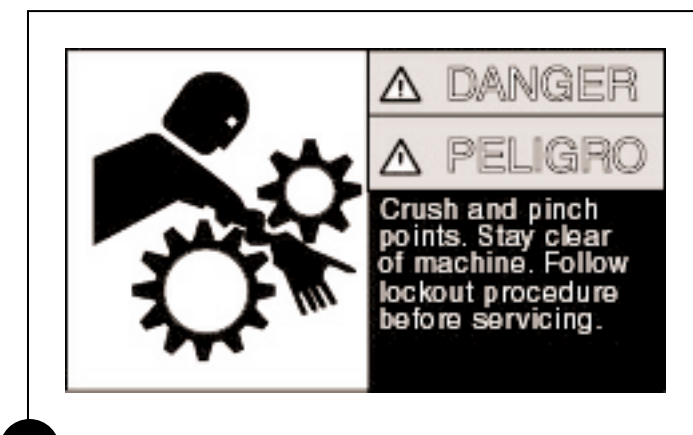 DANGER
PELIGRO
Crush and pinch
points. Stay clear
of machine. Follow
lockout procedure
before servicing.